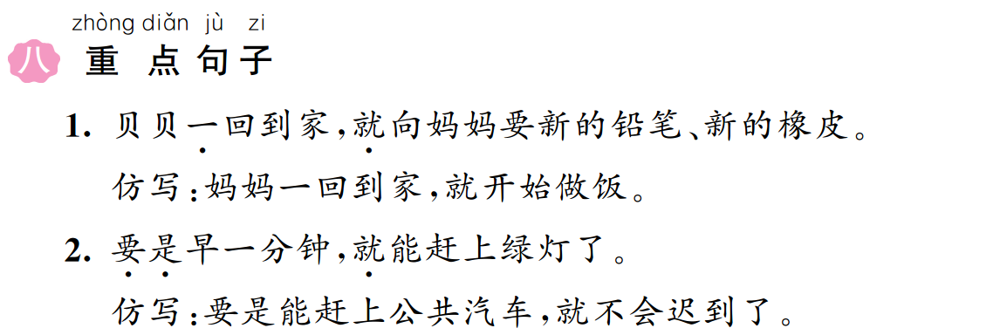 zhòng diǎn jù zi
八 重点句子
1. 贝贝一回到家,就向妈妈要新的铅笔、新的橡皮。
仿写:妈妈一回到家,就开始做饭。
2. 要是早一分钟,就能赶上绿灯了。
仿写:要是能赶上公共汽车,就不会迟到了。